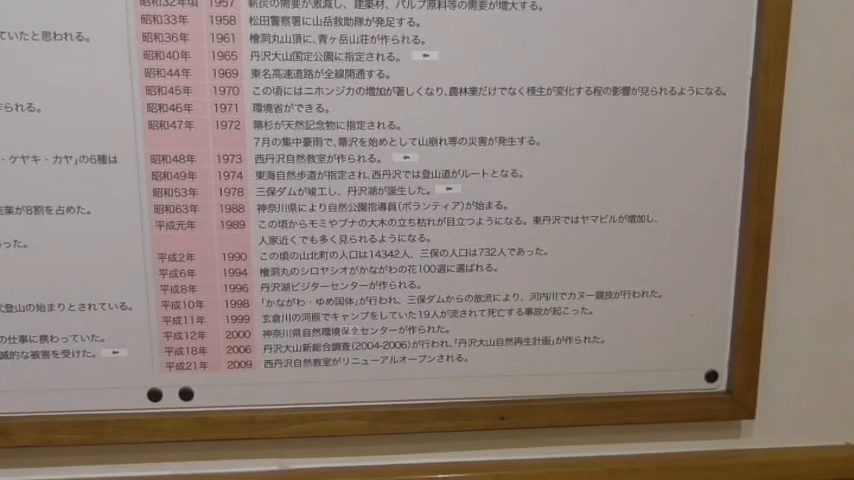 昭和32年頃 1957 薪炭の需要が激減し、建築材、パルプ原料等の需要が増大する。
昭和33年 1958 松田警察署に山岳救助隊が発足する。
ていたと思われる。
昭和36年 1961 檜洞丸山頂に、青ヶ岳山荘が作られる。
昭和40年 1965 丹沢大山国定公園に指定される。 ⬅
昭和44年 1969 東名高速道路が全線開通する。
昭和45年 1970 この頃にはニホンジカの増加が著しくなり、農林業だけでなく植生が変化する程の影響が見られるようになる。
作られる。
昭和46年 1971 環境省ができる。
昭和47年 1972 箒杉が天然記念物に指定される。
7月の集中豪雨で、箒沢を始めとして山崩れ等の災害が発生する。
・ケヤキ・カヤ」の6種は
昭和48年 1973 西丹沢自然教室が作られる。 ⬅
昭和49年 1974 東海自然歩道が指定され、西丹沢では登山道がルートとなる。
昭和53年 1978 三保ダムが竣工し、丹沢湖が誕生した。 ⬅
業が8割を占めた。
昭和63年 1988 神奈川県により自然公園指導員(ボランティア)が始まる。
平成元年 1989 この頃からモミやブナの大木の立ち枯れが目立つようになる。東丹沢ではヤマビルが増加し、
人家近くでも多く見られるようになる。
あった。
平成2年 1990 この頃の山北町の人口は14342人、三保の人口は732人であった。
平成6年 1994 檜洞丸のシロヤシオがかながわの花100選に選ばれる。
平成8年 1996 丹沢湖ビジターセンターが作られる。
登山の始まりとされている。
平成10年 1998 「かながわ・ゆめ国体」が行われ、三保ダムからの放流により、河内川でカヌー競技が行われた。
平成11年 1999 玄倉川の河原でキャンプをしていた19人が流されて死亡する事故が起こった。
の仕事に携わっていた。
平成12年 2000 神奈川県自然環境保全センターが作られた。
滅的な被害を受けた。 ⬅
平成18年 2006 丹沢大山新総合調査(2004-2006)が行われ、「丹沢大山自然再生計画」が作られた。
平成21年 2009 西丹沢自然教室がリニューアルオープンされる。